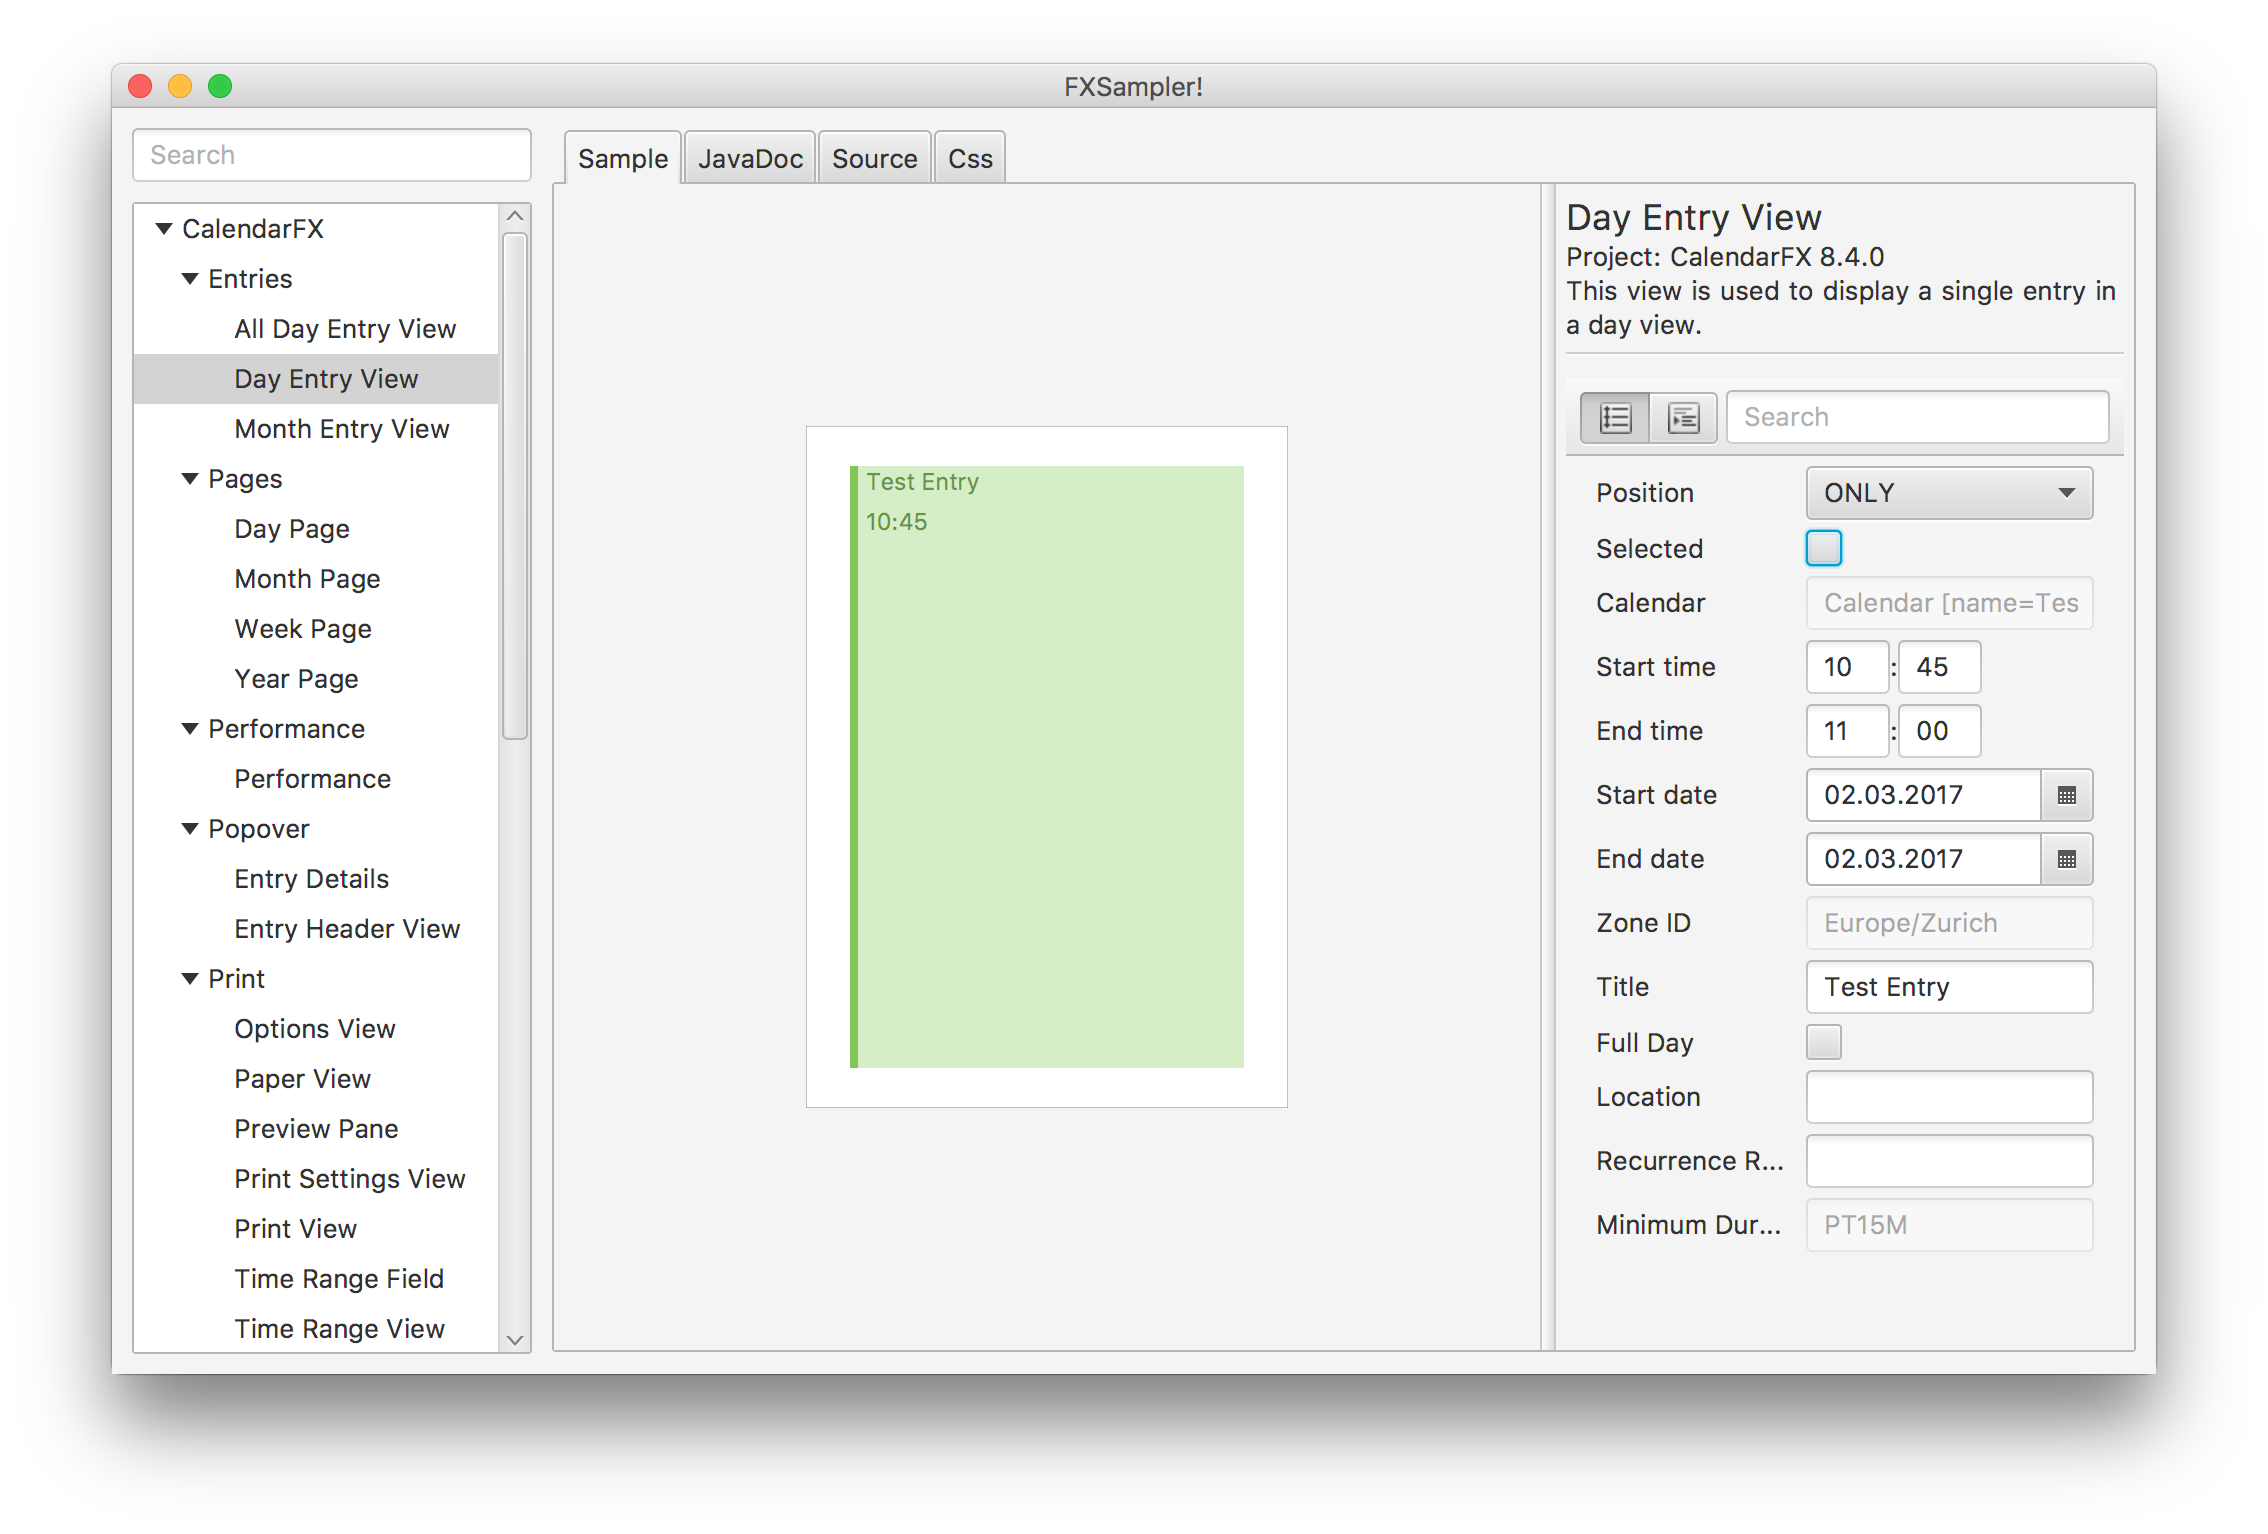 FXSampler!
Search
CalendarFX
Entries
All Day Entry View
Day Entry View
Month Entry View
Pages
Day Page
Month Page
Week Page
Year Page
Performance
Performance
Popover
Entry Details
Entry Header View
Print
Options View
Paper View
Preview Pane
Print Settings View
Print View
Time Range Field
Time Range View
Sample JavaDoc Source Css
Test Entry
10:45
Day Entry View
Project: CalendarFX 8.4.0
This view is used to display a single entry in
a day view.
Search
Position ONLY
Selected
Calendar Calendar [name=Tes
Start time 10 : 45
End time 11 : 00
Start date 02.03.2017
End date 02.03.2017
Zone ID Europe/Zurich
Title Test Entry
Full Day
Location
Recurrence R...
Minimum Dur... PT15M